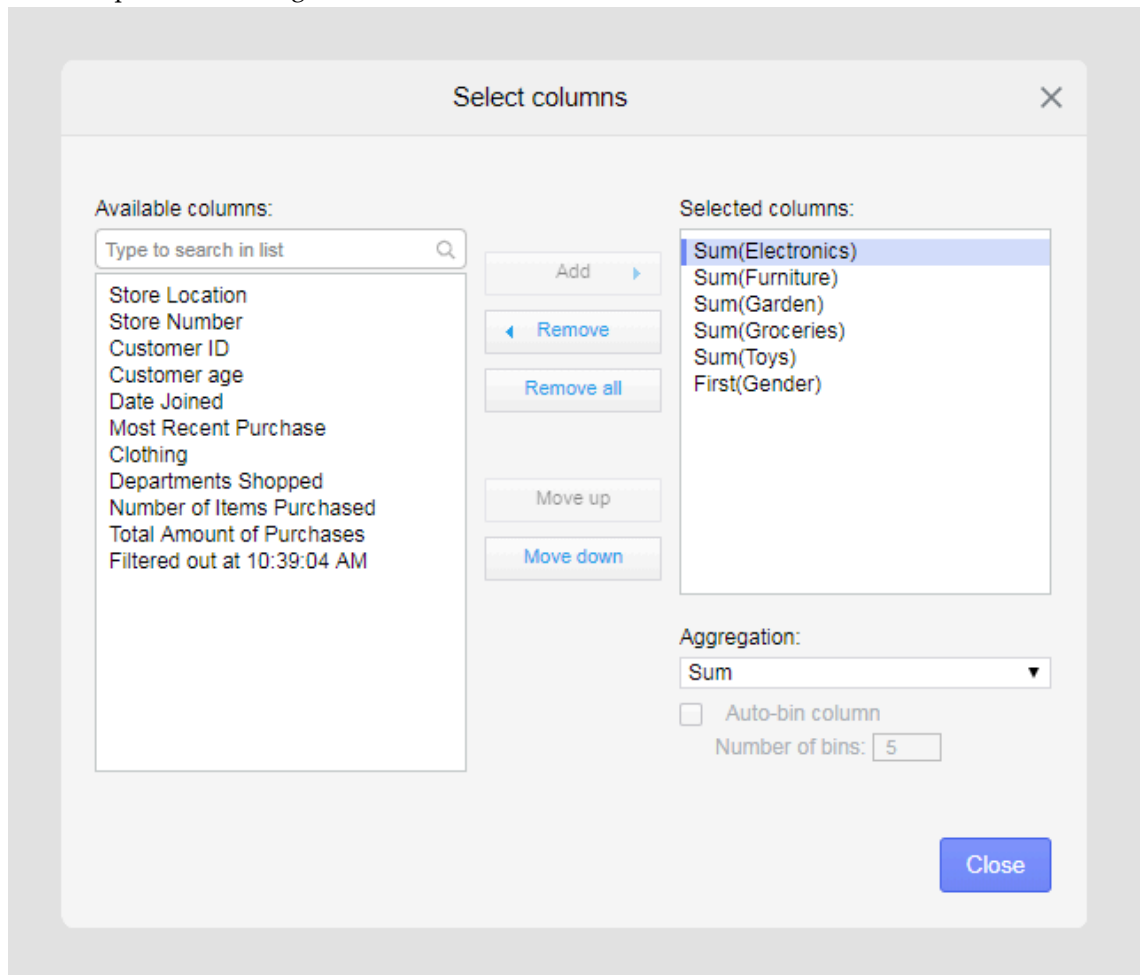 Select columns
Available columns:
Type to search in list
Store Location
Store Number
Customer ID
Customer age
Date Joined
Most Recent Purchase
Clothing
Departments Shopped
Number of Items Purchased
Total Amount of Purchases
Filtered out at 10:39:04 AM
Add
Remove
Remove all
Move up
Move down
Selected columns:
Sum(Electronics)
Sum(Furniture)
Sum(Garden)
Sum(Groceries)
Sum(Toys)
First(Gender)
Aggregation:
Sum
Auto-bin column
Number of bins: 5
Close